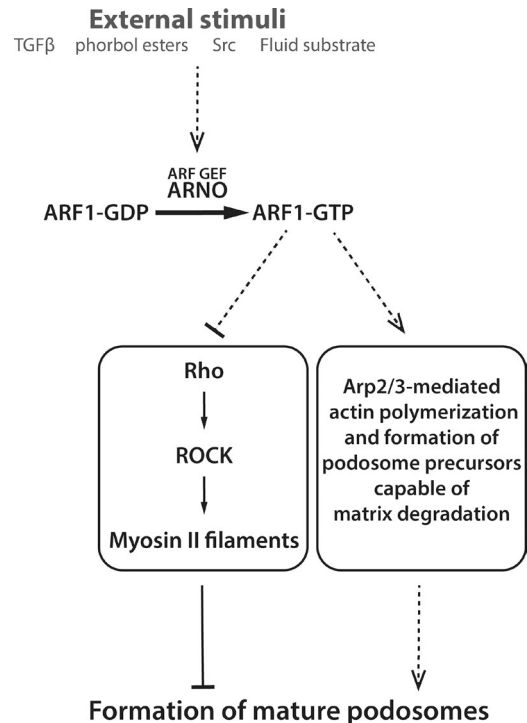 External stimuli
TGFβ phorbol esters Src Fluid substrate
ARF GEF
ARNO
ARF1-GDP ARF1-GTP
Rho
ROCK
Myosin II filaments
Arp2/3-mediated
actin polymerization
and formation of
podosome precursors
capable of
matrix degradation
Formation of mature podosomes